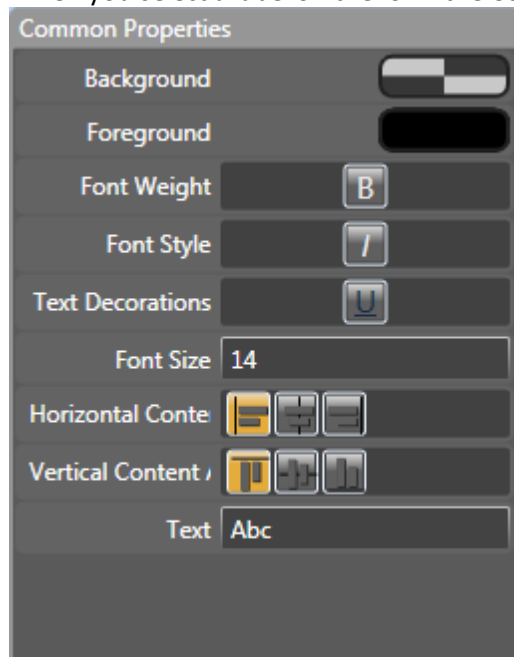 Common Properties
Background
Foreground
Font Weight B
Font Style I
Text Decorations U
Font Size 14
Horizontal Conte
Vertical Content
Text Abc